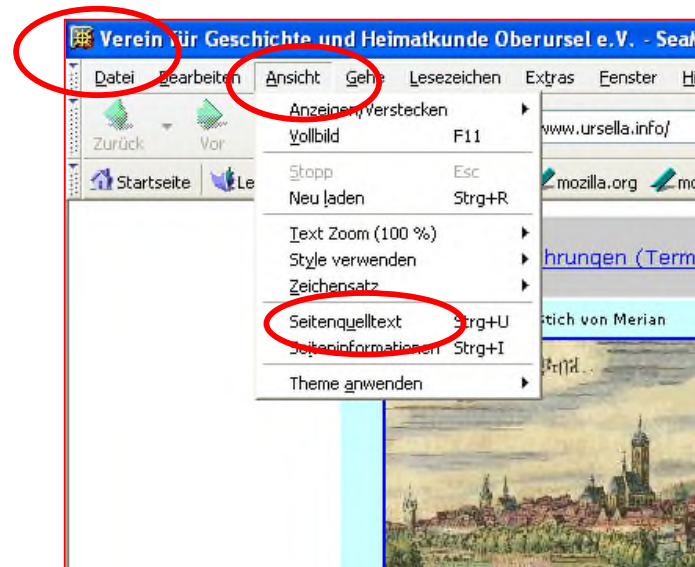 Verein für Geschichte und Heimatkunde Oberursel e.V. - Sea
Datei Bearbeiten Ansicht Gehe Lesezeichen Extras Fenster
Zurück Vor
www.ursella.info/
Startseite Le mozilla.org
Anzeigen/Verstecken
Vollbild F11
Stopp Esc
Neu laden Strg+R
Text Zoom (100 %)
Style verwenden
Zeichensatz
Seitenquelltext Strg+U
Seiteninformationen Strg+I
Theme anwenden
hrungen (Term
stich von Merian